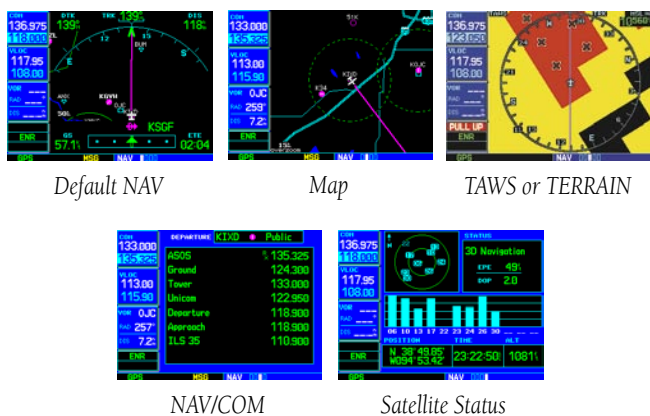 COM
136.975
118.000
VLOC
117.95
108.00
VOR
RAD
DIS
ENR
GPS
DTK
139°
TRK
139°
DIS
118
12
15
E
S
DUM
KGVW
OJC
KSGF
GS
57.1
ETE
02:04
MSG
NAV
Default NAV
COM
133.000
135.325
VLOC
113.00
115.90
VOR OJC
RAD 259°
DIS 7.2
ENR
GPS
KIXD
K34
KOJC
MSG
NAV
Map
COM
136.975
123.050
VLOC
117.95
108.00
VOR
RAD
DIS
PULL UP
ENR
GPS
NAV
TAWS or TERRAIN
COM
133.000
135.325
VLOC
113.00
115.90
VOR OJC
RAD 257°
DIS 7.2
ENR
GPS
DEPARTURE KIXD Public
ASOS 135.325
Ground 124.300
Tower 133.000
Unicom 122.950
Departure 118.900
Approach 118.900
ILS 35 110.900
MSG
NAV
NAV/COM
COM
136.975
118.000
VLOC
117.95
108.00
VOR
RAD
DIS
ENR
GPS
N
STATUS
3D Navigation
EPE 49
DOP 2.0
06 10 13 17 22 23 24 26 30
POSITION TIME ALT
N 38°49.85'
W094°53.42'
23:22:50
1081
NAV
Satellite Status